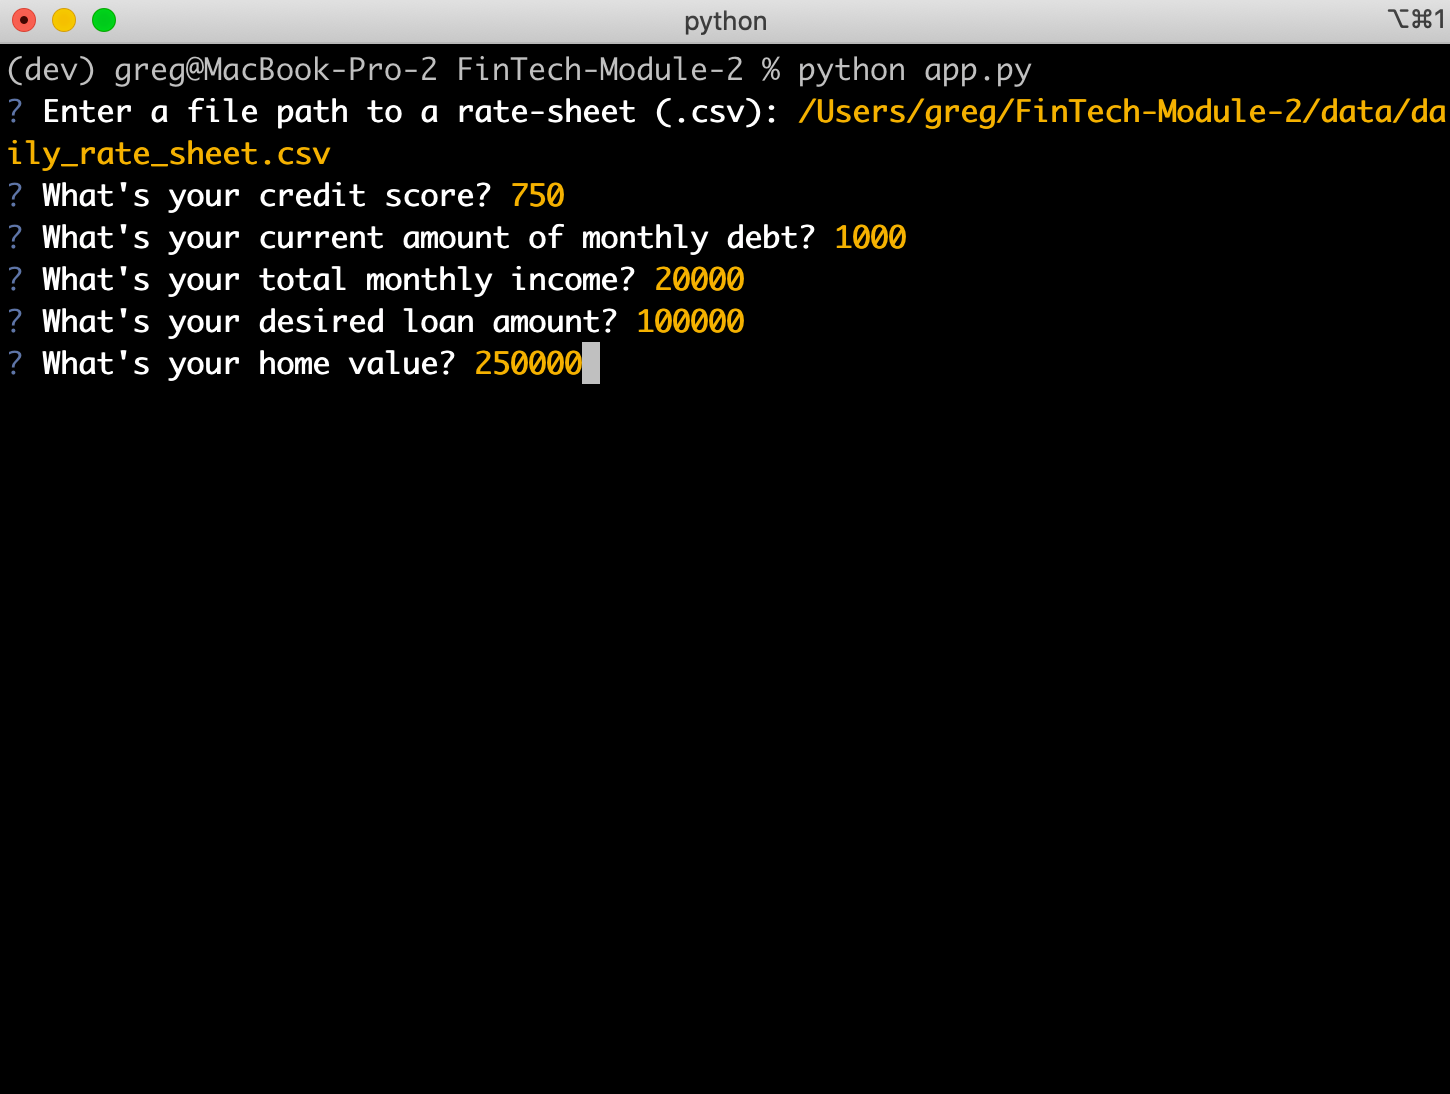 python
⌥⌘1
(dev) greg@MacBook-Pro-2 FinTech-Module-2 % python app.py
? Enter a file path to a rate-sheet (.csv): /Users/greg/FinTech-Module-2/data/da
ily_rate_sheet.csv
? What's your credit score? 750
? What's your current amount of monthly debt? 1000
? What's your total monthly income? 20000
? What's your desired loan amount? 100000
? What's your home value? 250000